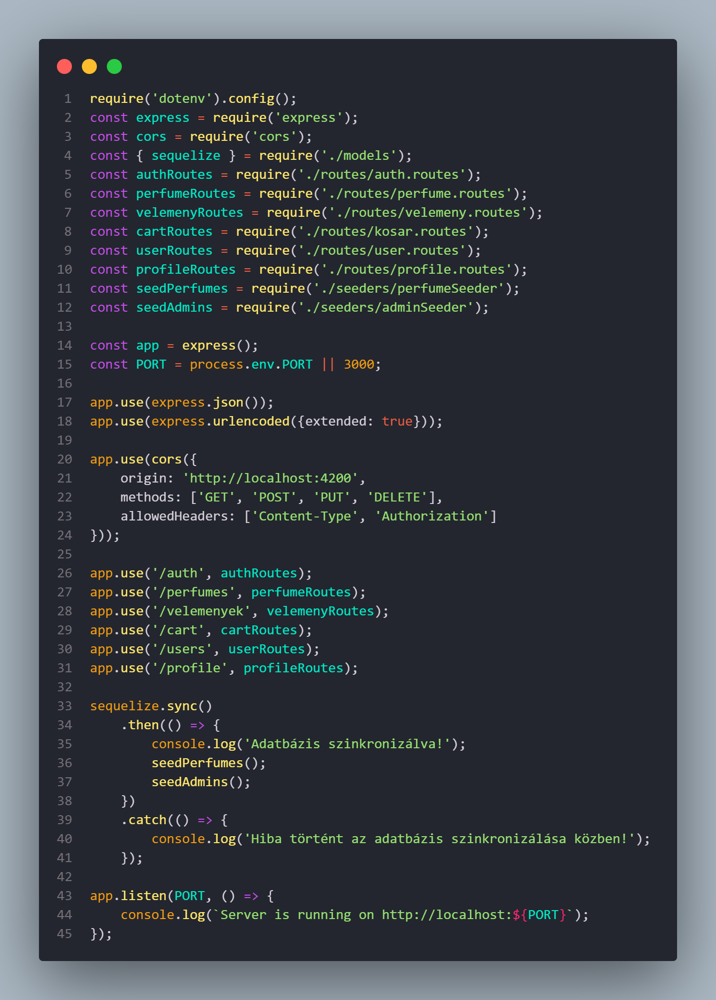 1 require('dotenv').config();
2 const express = require('express');
3 const cors = require('cors');
4 const { sequelize } = require('./models');
5 const authRoutes = require('./routes/auth.routes');
6 const perfumeRoutes = require('./routes/perfume.routes');
7 const velemenyRoutes = require('./routes/velemeny.routes');
8 const cartRoutes = require('./routes/kosar.routes');
9 const userRoutes = require('./routes/user.routes');
10 const profileRoutes = require('./routes/profile.routes');
11 const seedPerfumes = require('./seeders/perfumeSeeder');
12 const seedAdmins = require('./seeders/adminSeeder');
13
14 const app = express();
15 const PORT = process.env.PORT || 3000;
16
17 app.use(express.json());
18 app.use(express.urlencoded({extended: true}));
19
20 app.use(cors({
21     origin: 'http://localhost:4200',
22     methods: ['GET', 'POST', 'PUT', 'DELETE'],
23     allowedHeaders: ['Content-Type', 'Authorization']
24 }));
25
26 app.use('/auth', authRoutes);
27 app.use('/perfumes', perfumeRoutes);
28 app.use('/velemenyek', velemenyRoutes);
29 app.use('/cart', cartRoutes);
30 app.use('/users', userRoutes);
31 app.use('/profile', profileRoutes);
32
33 sequelize.sync()
34     .then(() => {
35         console.log('Adatbázis szinkronizálva!');
36         seedPerfumes();
37         seedAdmins();
38     })
39     .catch(() => {
40         console.log('Hiba történt az adatbázis szinkronizálása közben!');
41     });
42
43 app.listen(PORT, () => {
44     console.log(`Server is running on http://localhost:${PORT}`);
45 });